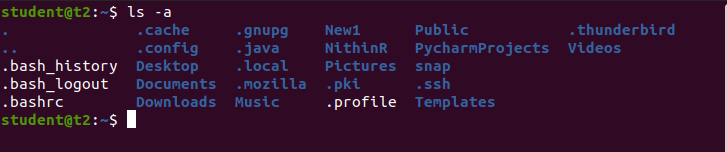 student@t2:~$ ls -a
. .cache .gnupg New1 Public .thunderbird
.. .config .java NithinR PycharmProjects Videos
.bash_history Desktop .local Pictures snap
.bash_logout Documents .mozilla .pki .ssh
.bashrc Downloads Music .profile Templates
student@t2:~$